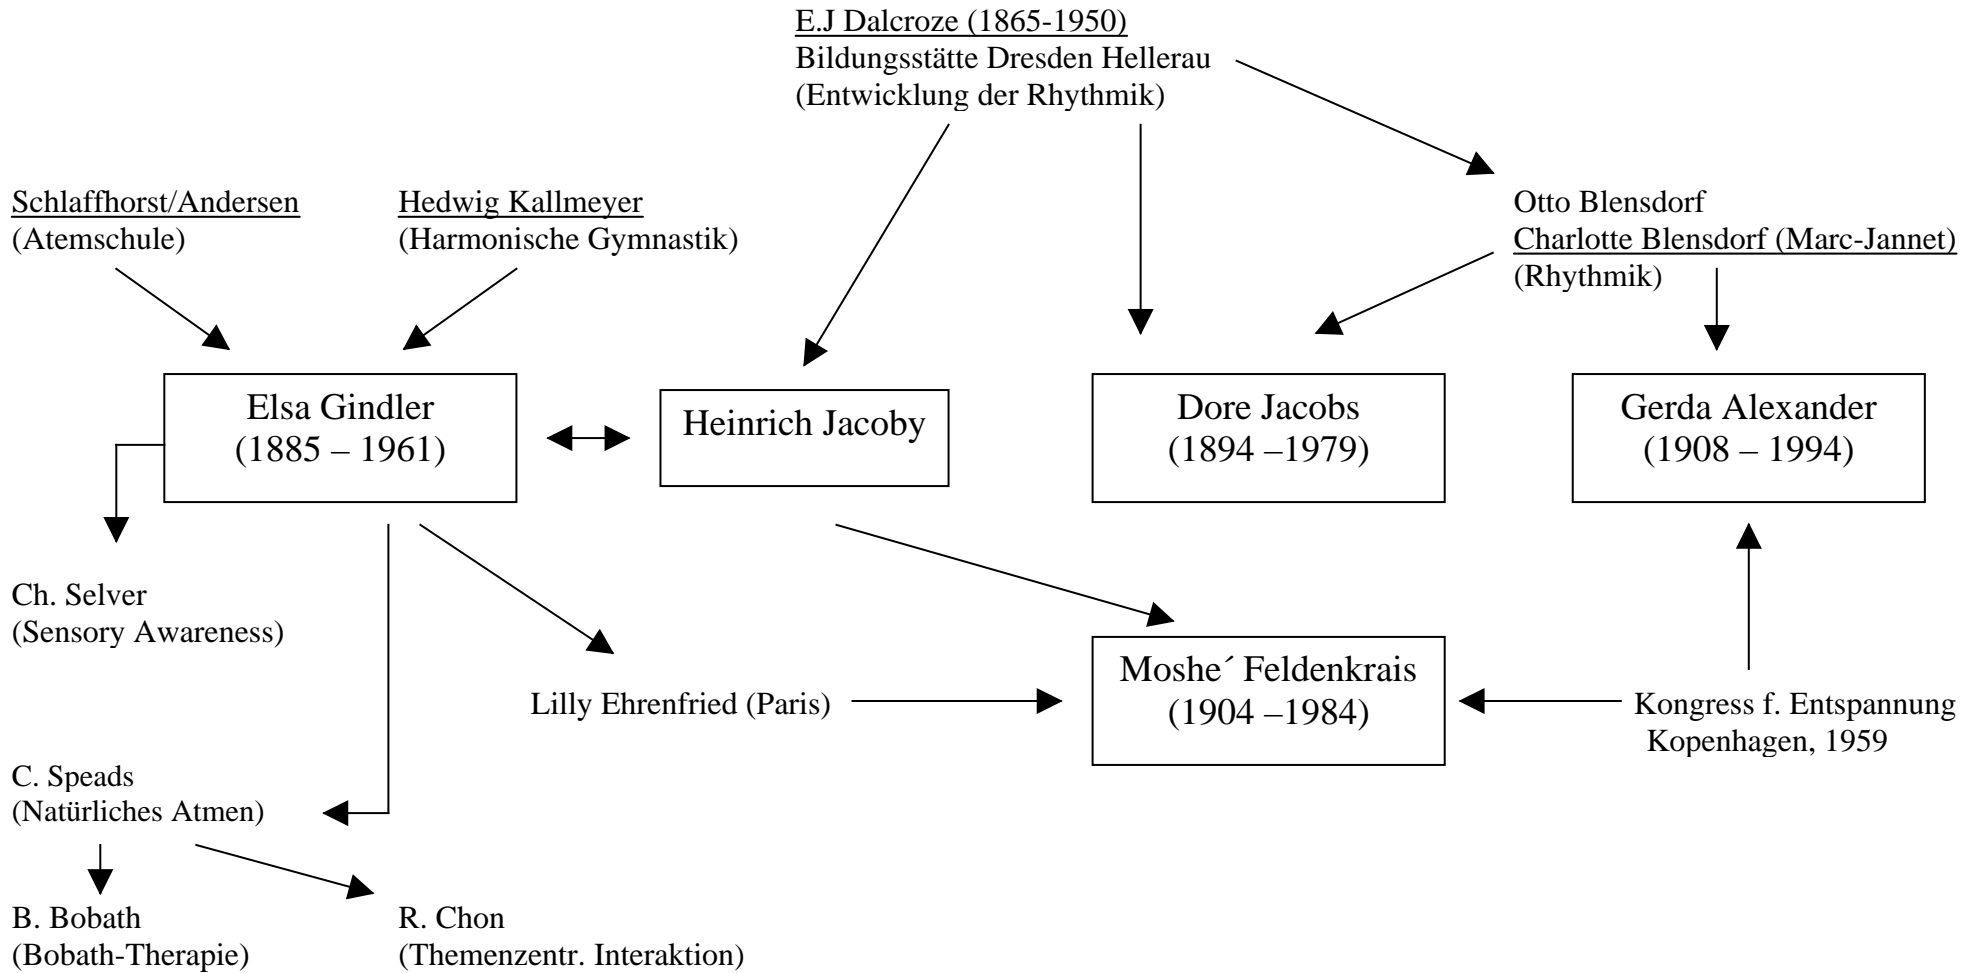 E.J Dalcroze (1865-1950)
Bildungsstätte Dresden Hellerau
(Entwicklung der Rhythmik)
Schlaffhorst/Andersen
(Atemschule)
Hedwig Kallmeyer
(Harmonische Gymnastik)
Otto Blensdorf
Charlotte Blensdorf (Marc-Jannet)
(Rhythmik)
Elsa Gindler
(1885 – 1961)
Heinrich Jacoby
Dore Jacobs
(1894 –1979)
Gerda Alexander
(1908 – 1994)
Ch. Selver
(Sensory Awareness)
Lilly Ehrenfried (Paris)
Moshe´ Feldenkrais
(1904 –1984)
Kongress f. Entspannung
Kopenhagen, 1959
C. Speads
(Natürliches Atmen)
B. Bobath
(Bobath-Therapie)
R. Chon
(Themenzentr. Interaktion)